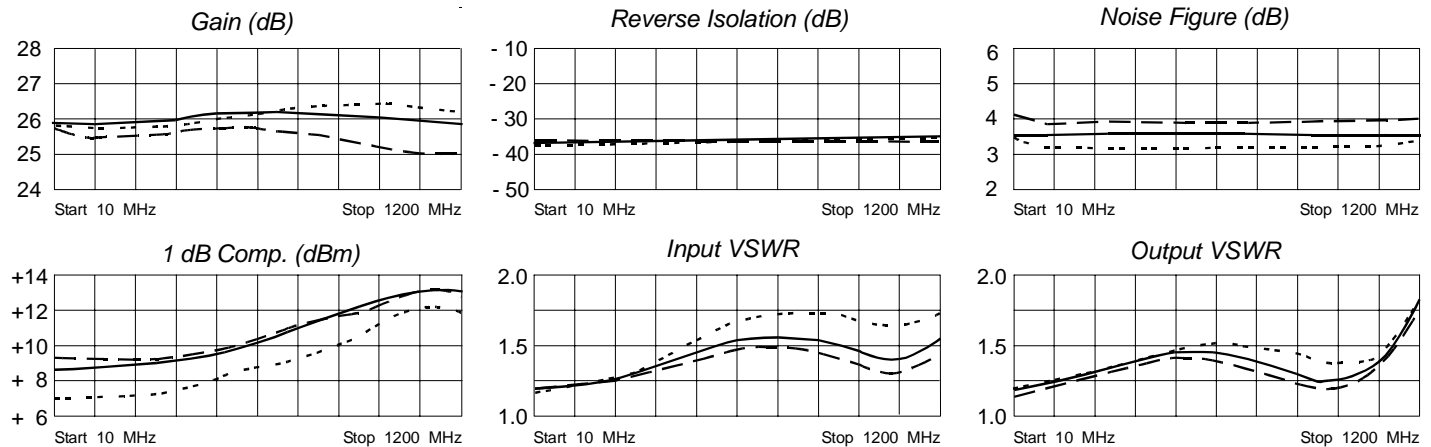 Gain (dB)
28
27
26
25
24
Start 10 MHz
Stop 1200 MHz
Reverse Isolation (dB)
- 10
- 20
- 30
- 40
- 50
Start 10 MHz
Stop 1200 MHz
Noise Figure (dB)
6
5
4
3
2
Start 10 MHz
Stop 1200 MHz
1 dB Comp. (dBm)
+14
+12
+10
+ 8
+ 6
Start 10 MHz
Stop 1200 MHz
Input VSWR
2.0
1.5
1.0
Start 10 MHz
Stop 1200 MHz
Output VSWR
2.0
1.5
1.0
Start 10 MHz
Stop 1200 MHz